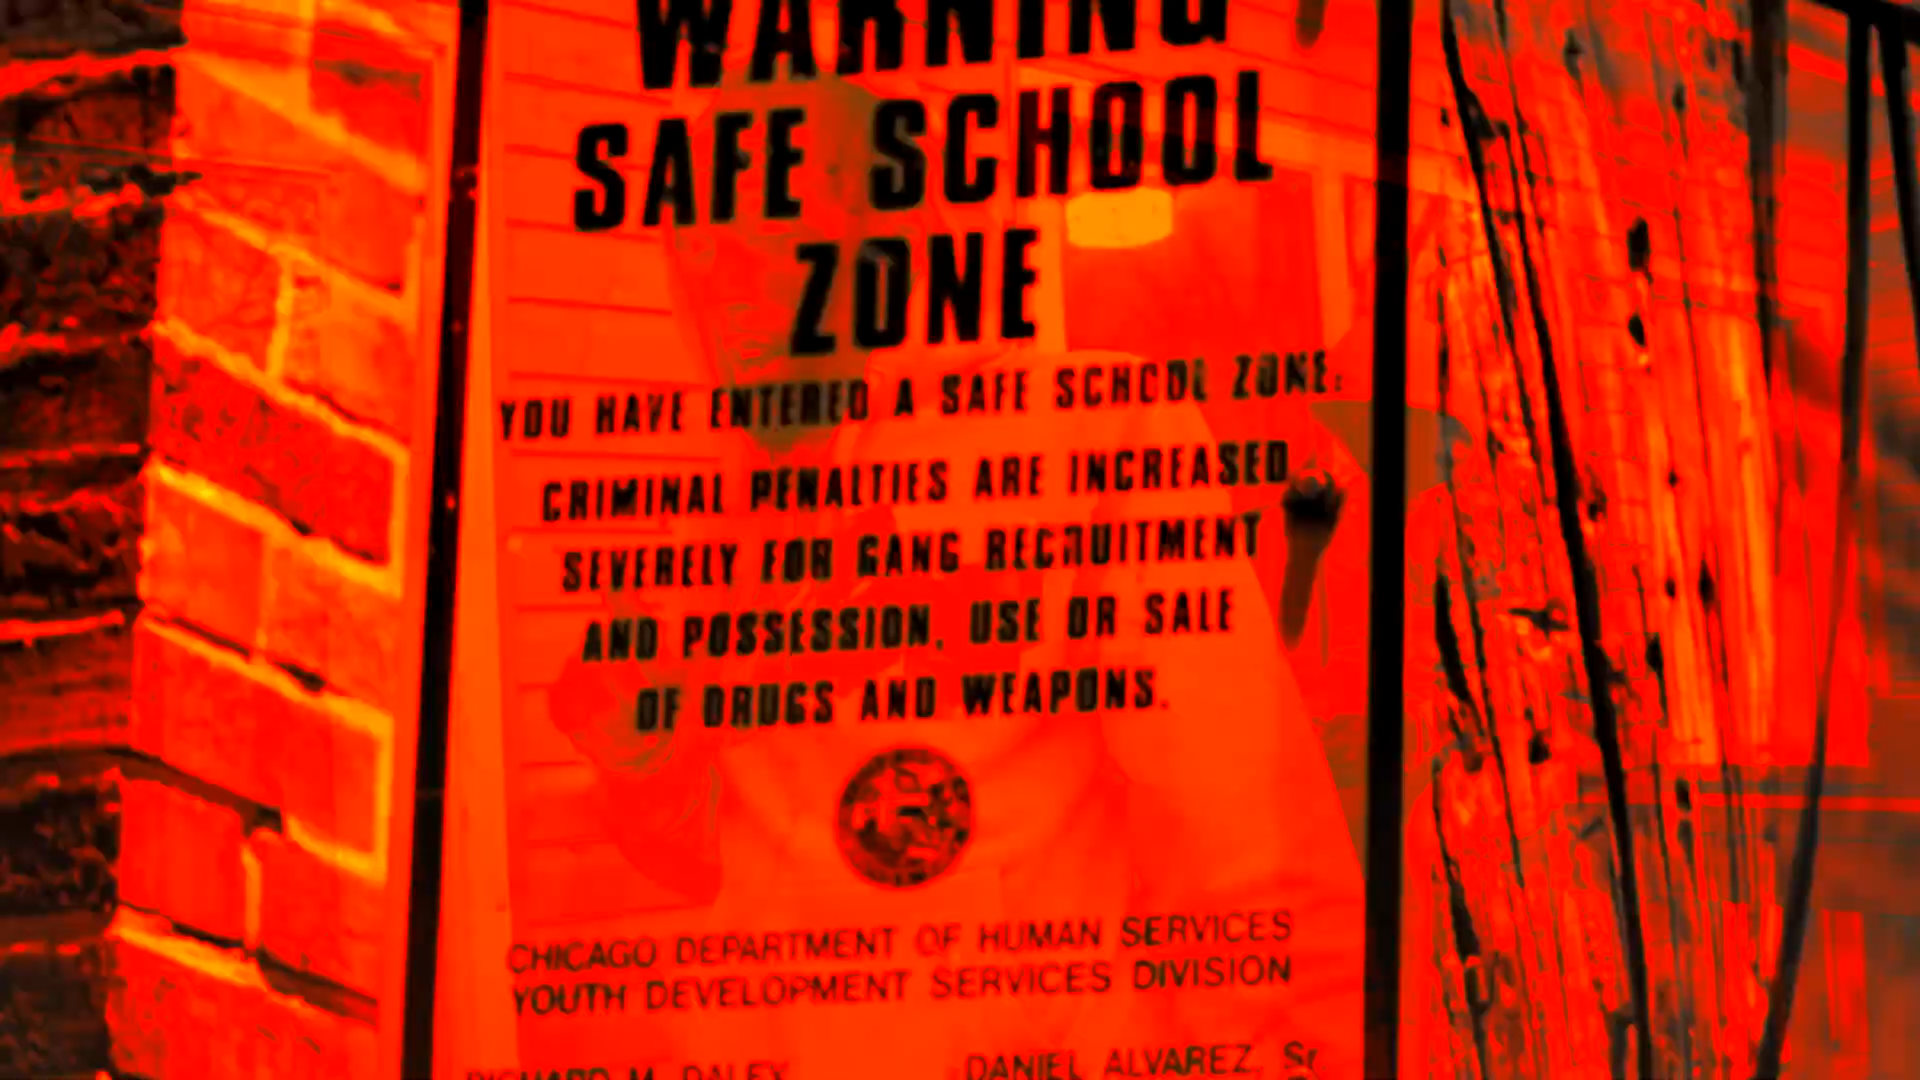 WARNING
SAFE SCHOOL
ZONE
YOU HAVE ENTERED A SAFE SCHOOL ZONE.
CRIMINAL PENALTIES ARE INCREASED
SEVERELY FOR GANG RECRUITMENT
AND POSSESSION, USE OR SALE
OF DRUGS AND WEAPONS.
CHICAGO DEPARTMENT OF HUMAN SERVICES
YOUTH DEVELOPMENT SERVICES DIVISION
RICHARD M. DALEY DANIEL ALVAREZ, Sr